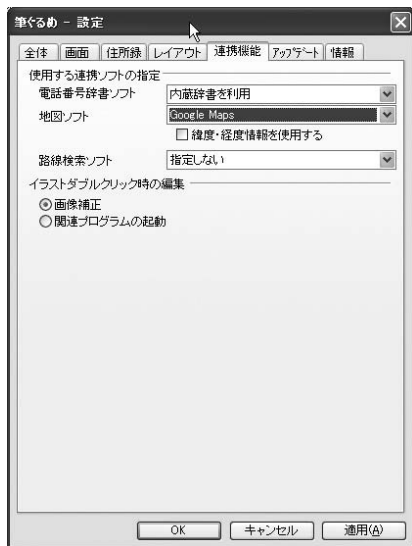 筆ぐるめ - 設定
全体 画面 住所録 レイアウト 連携機能 アップデート 情報
使用する連携ソフトの指定
電話番号辞書ソフト 内蔵辞書を利用
地図ソフト Google Maps
緯度・経度情報を使用する
路線検索ソフト 指定しない
イラストダブルクリック時の編集
画像補正
関連プログラムの起動
OK キャンセル 適用(A)